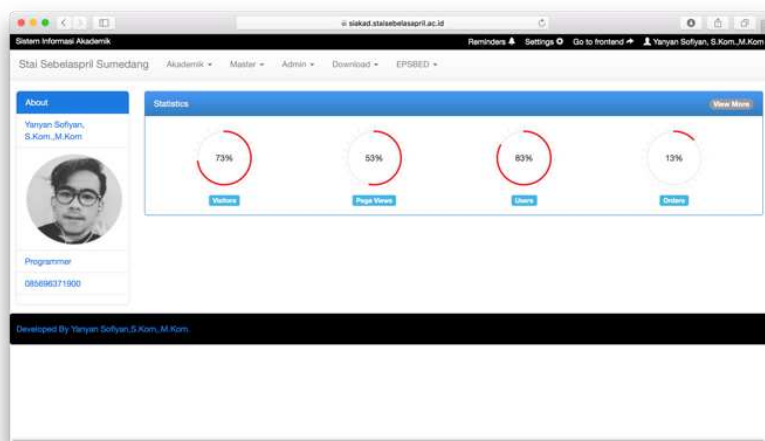 siakad.staisebelasapril.ac.id
Sistem Informasi Akademik Reminders Settings Go to frontend Yanyan Sofiyan, S.Kom.,M.Kom
Stai Sebelaspril Sumedang Akademik Master Admin Download EPSBED
About
Yanyan Sofiyan,
S.Kom.,M.Kom
Programmer
085696371900
Statistics View More
73% 53% 83% 13%
Visitors Page Views Users Orders
Developed By Yanyan Sofiyan,S.Kom,.M.Kom.